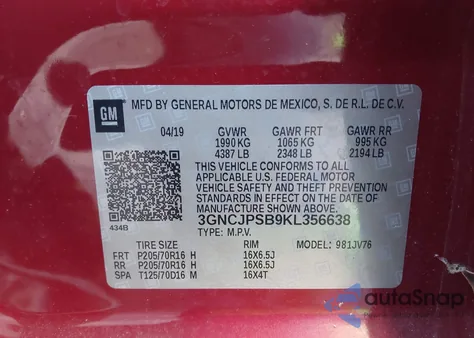 GM
MFD BY GENERAL MOTORS DE MEXICO, S. DE R.L. DE C.V.
04/19 GVWR GAWR FRT GAWR RR
1990 KG 1065 KG 995 KG
4387 LB 2348 LB 2194 LB
THIS VEHICLE CONFORMS TO ALL
APPLICABLE U.S. FEDERAL MOTOR
VEHICLE SAFETY AND THEFT PREVENTION
STANDARDS IN EFFECT ON THE DATE
OF MANUFACTURE SHOWN ABOVE.
3GNCJPSB9KL356638
434B TYPE: M.P.V. MODEL: 981JV76
TIRE SIZE RIM
FRT P205/70R16 H 16X6.5J
RR P205/70R16 H 16X6.5J
SPA T125/70D16 M 16X4T
autoSnap